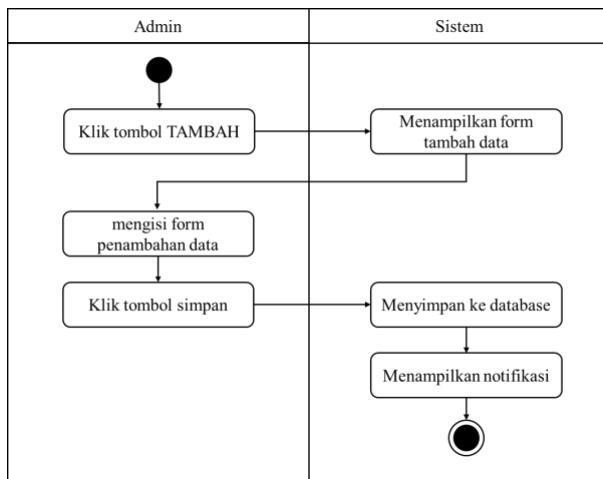 Admin
Sistem
Klik tombol TAMBAH
Menampilkan form
tambah data
mengisi form
penambahan data
Klik tombol simpan
Menyimpan ke database
Menampilkan notifikasi